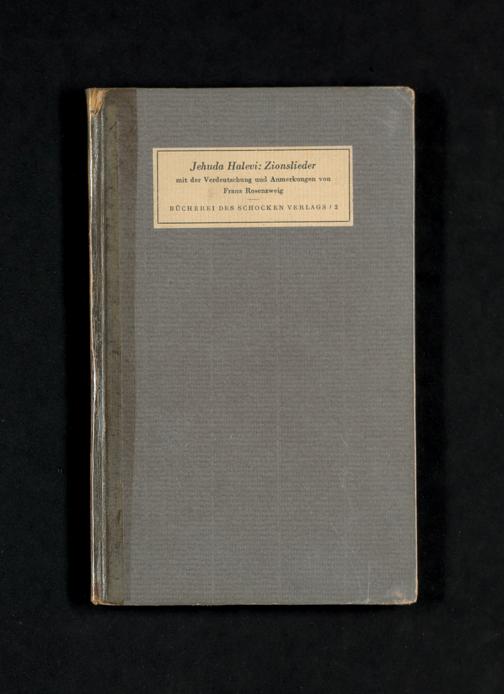 Jehuda Halevi: Zionslieder
mit der Verdeutschung und Anmerkungen von
Franz Rosenzweig
BÜCHEREI DES SCHOCKEN VERLAGS / 2